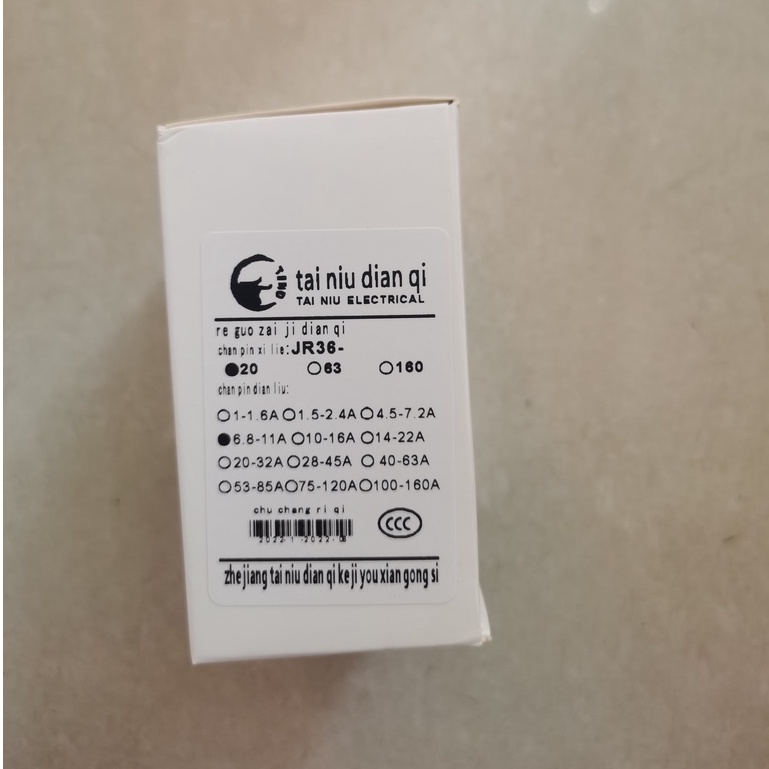 tai niu dian qi
TAI NIU ELECTRICAL
re guo zai ji dian qi
chan pin xi lie:JR36-
●20 ○63 ○160
chan pin dian liu:
○1-1.6A ○1.5-2.4A ○4.5-7.2A
●6.8-11A ○10-16A ○14-22A
○20-32A ○28-45A ○40-63A
○53-85A ○75-120A ○100-160A
chu chang ri qi
CCC
zhe jiang tai niu dian qi ke ji you xian gong si